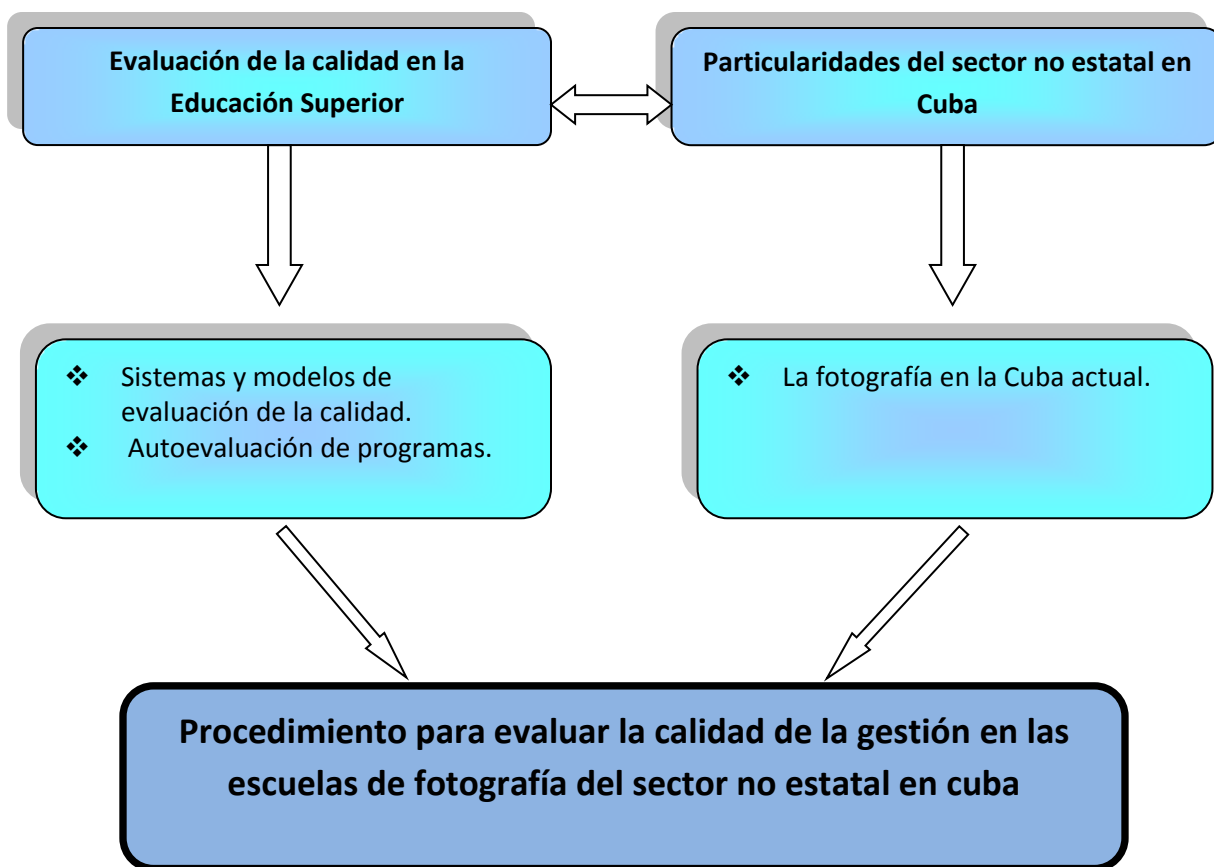 Evaluación de la calidad en la
Educación Superior
Particularidades del sector no estatal en
Cuba
❖ Sistemas y modelos de
evaluación de la calidad.
❖ Autoevaluación de programas.
❖ La fotografía en la Cuba actual.
Procedimiento para evaluar la calidad de la gestión en las
escuelas de fotografía del sector no estatal en cuba